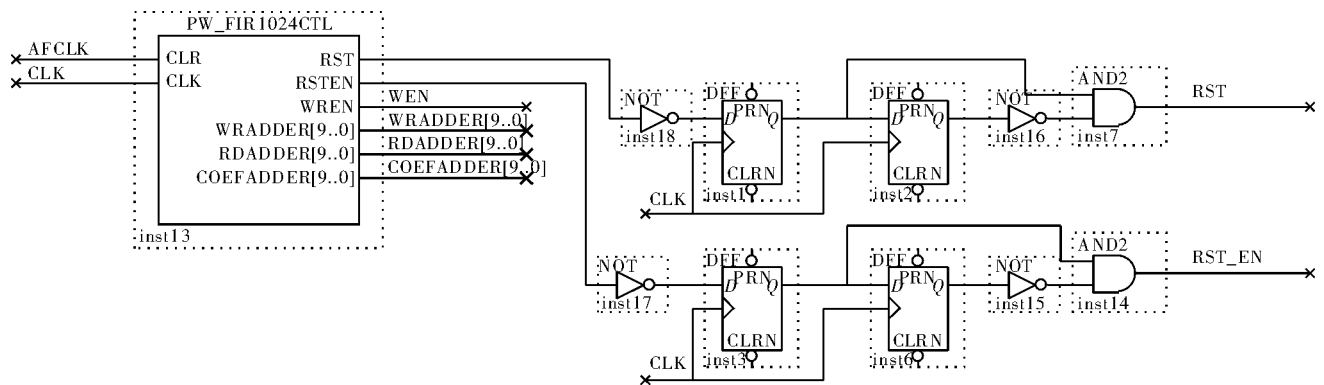 PW_FIR1024CTL
AFCLK
CLR
RST
CLK
CLK
RSTEN
WREN
WEN
WRADDER[9..0]
WRADDER[9..0]
RDADDER[9..0]
RDADDER[9..0]
COEFADDER[9..0]
COEFADDER[9..0]
inst13
NOT
inst18
DFF
PRN
D
Q
CLRN
inst1
DFF
PRN
D
Q
CLRN
inst2
NOT
inst16
AND2
inst7
RST
CLK
NOT
inst17
DFF
PRN
D
Q
CLRN
inst3
DFF
PRN
D
Q
CLRN
inst6
NOT
inst15
AND2
inst14
RST_EN
CLK